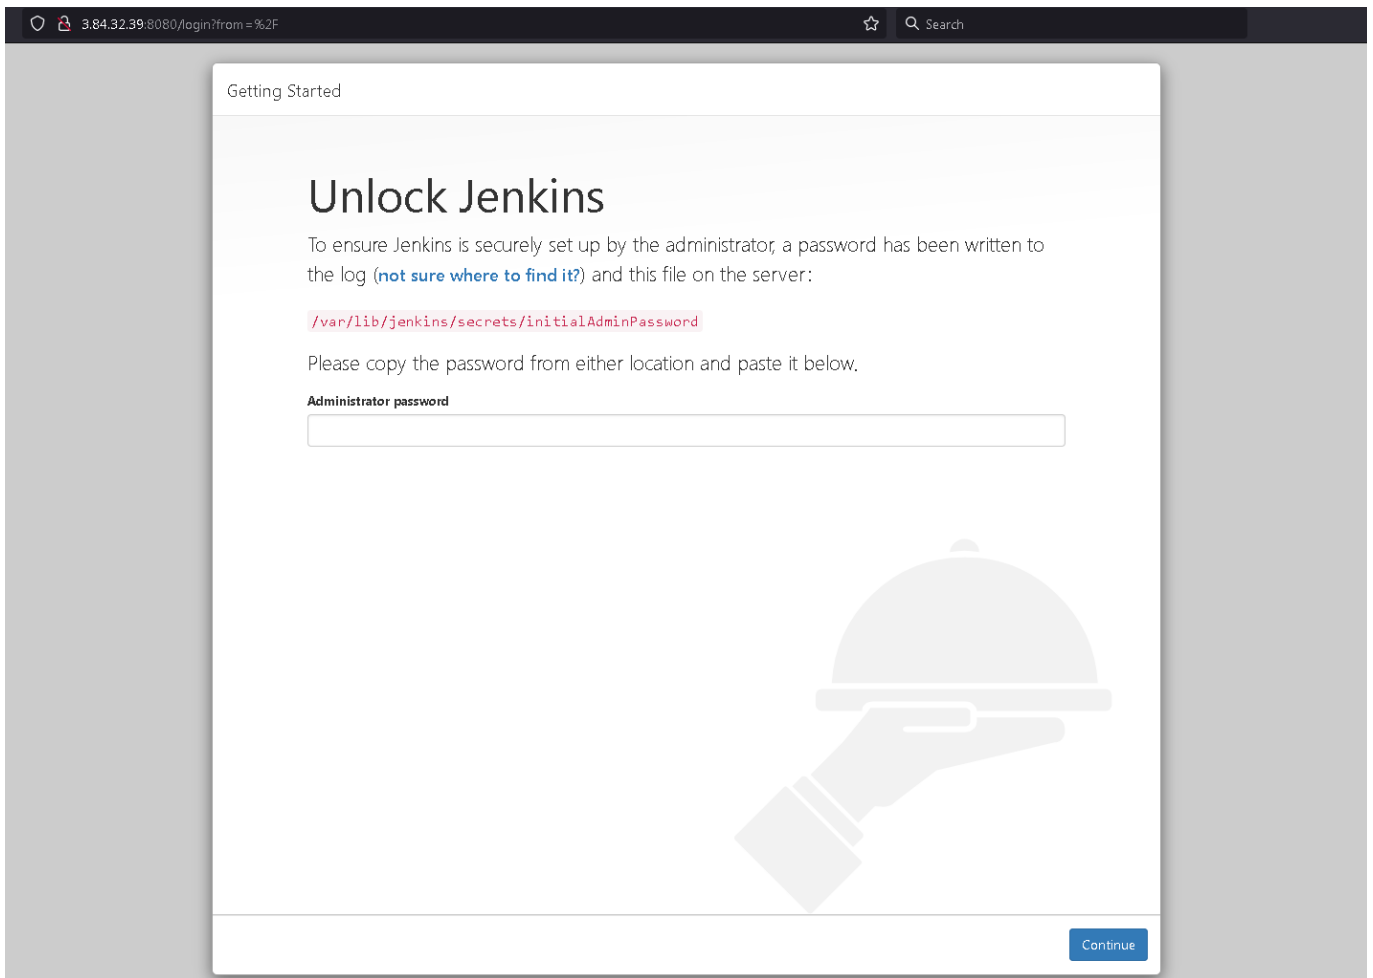 3.84.32.39:8080/login?from=%2F
Search
Getting Started
Unlock Jenkins
To ensure Jenkins is securely set up by the administrator, a password has been written to
the log (not sure where to find it?) and this file on the server:
/var/lib/jenkins/secrets/initialAdminPassword
Please copy the password from either location and paste it below.
Administrator password
Continue